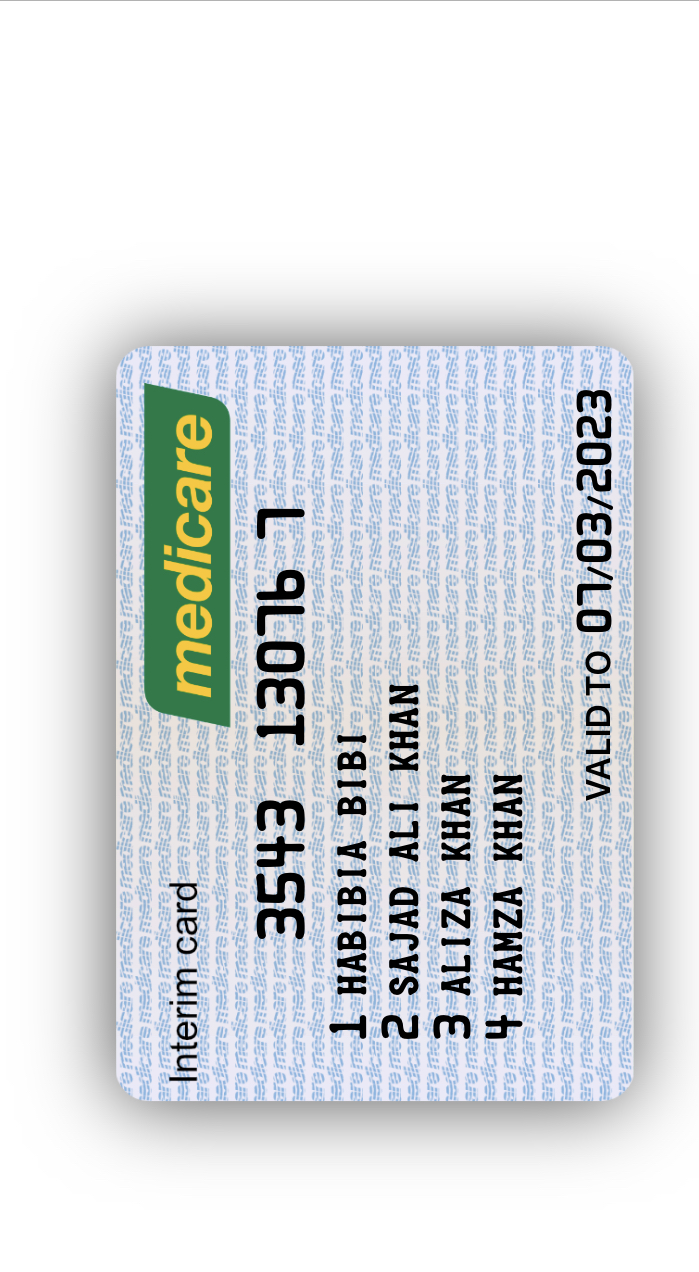 medicare
Interim card
3543 13076 7
1 HABIBIA BIBI
2 SAJAD ALI KHAN
3 ALIZA KHAN
4 HAMZA KHAN
VALID TO 07/03/2023